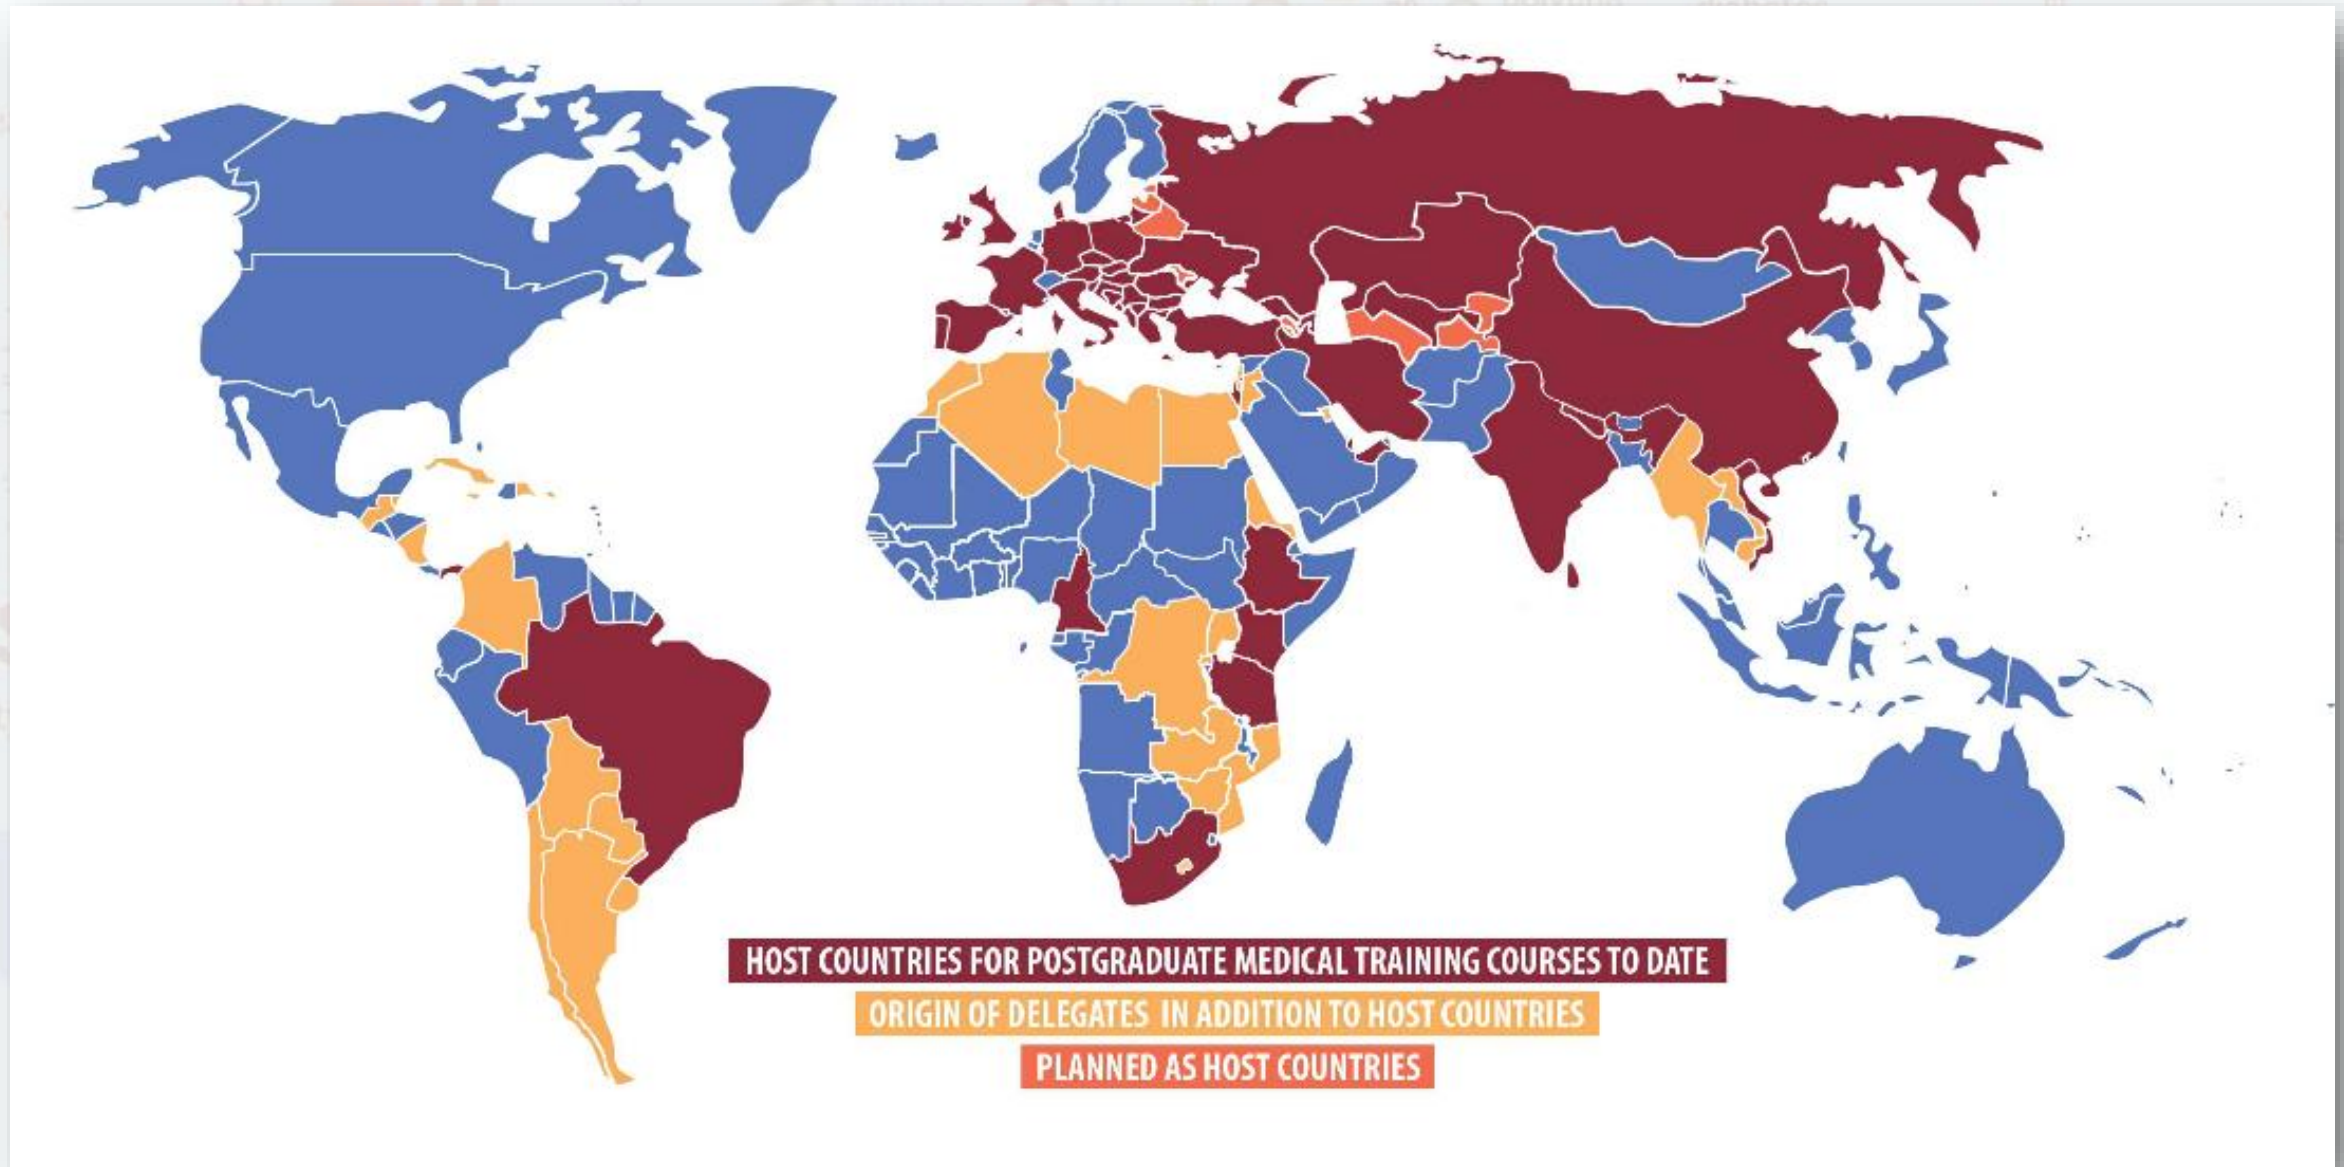 HOST COUNTRIES FOR POSTGRADUATE MEDICAL TRAINING COURSES TO DATE
ORIGIN OF DELEGATES IN ADDITION TO HOST COUNTRIES
PLANNED AS HOST COUNTRIES